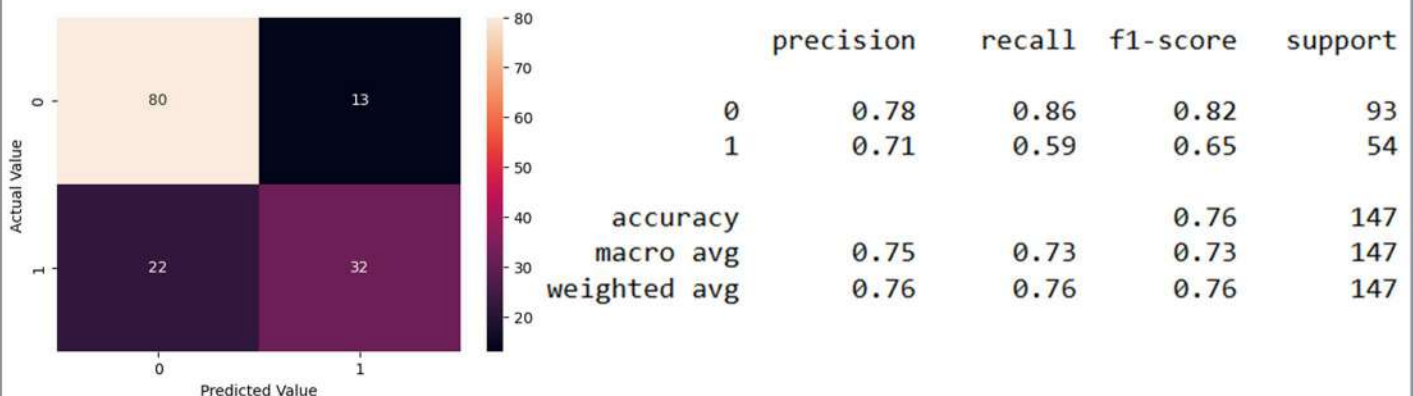 80
13
22
32
0
1
Actual Value
0
1
Predicted Value
80
70
60
50
40
30
20
precision recall f1-score support
0 0.78 0.86 0.82 93
1 0.71 0.59 0.65 54
accuracy 0.76 147
macro avg 0.75 0.73 0.73 147
weighted avg 0.76 0.76 0.76 147